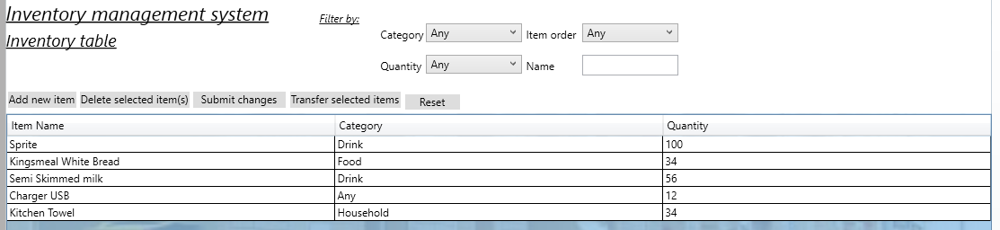 Inventory management system
Inventory table
Filter by:
Category Any Item order Any
Quantity Any Name
Add new item Delete selected item(s) Submit changes Transfer selected items Reset
Item Name Category Quantity
Sprite Drink 100
Kingsmeal White Bread Food 34
Semi Skimmed milk Drink 56
Charger USB Any 12
Kitchen Towel Household 34